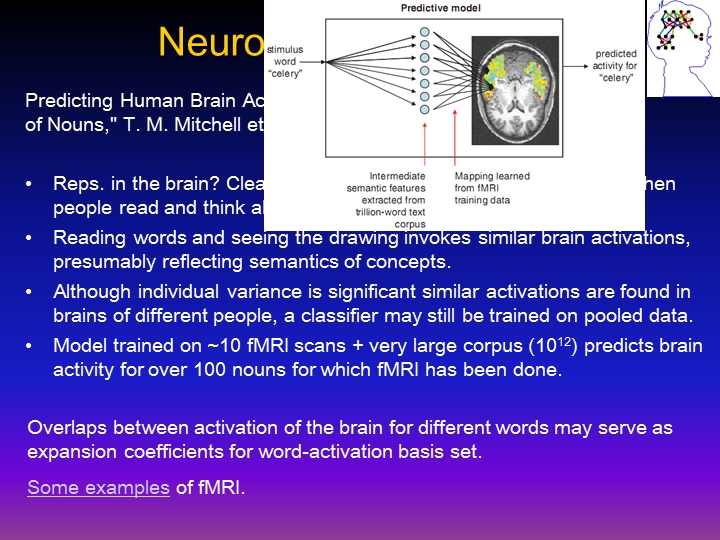 Predictive model
Neuro
stimulus
word
"celery"
predicted
activity for
"celery"
Intermediate
semantic features
extracted from
trillion-word text
corpus
Mapping learned
from fMRI
training data
Predicting Human Brain
of Nouns," T. M. Mitchell et
• Reps. in the brain?
people read and think
• Reading words and seeing the drawing invokes similar brain activations,
presumably reflecting semantics of concepts.
• Although individual variance is significant similar activations are found in
brains of different people, a classifier may still be trained on pooled data.
• Model trained on ~10 fMRI scans + very large corpus (10¹²) predicts brain
activity for over 100 nouns for which fMRI has been done.
Overlaps between activation of the brain for different words may serve as
expansion coefficients for word-activation basis set.
Some examples of fMRI.